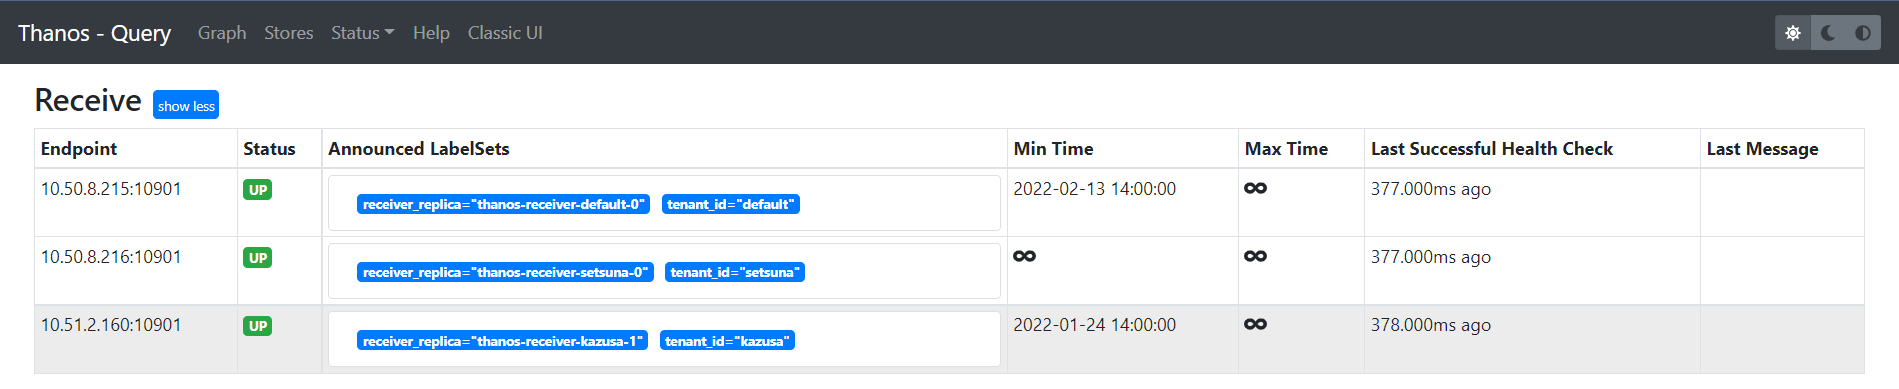 Thanos - Query Graph Stores Status Help Classic UI
Receive show less
Endpoint Status Announced LabelSets Min Time Max Time Last Successful Health Check Last Message
10.50.8.215:10901 UP receiver_replica="thanos-receiver-default-0" tenant_id="default" 2022-02-13 14:00:00 ∞ 377.000ms ago
10.50.8.216:10901 UP receiver_replica="thanos-receiver-setsuna-0" tenant_id="setsuna" ∞ ∞ 377.000ms ago
10.51.2.160:10901 UP receiver_replica="thanos-receiver-kazusa-1" tenant_id="kazusa" 2022-01-24 14:00:00 ∞ 378.000ms ago